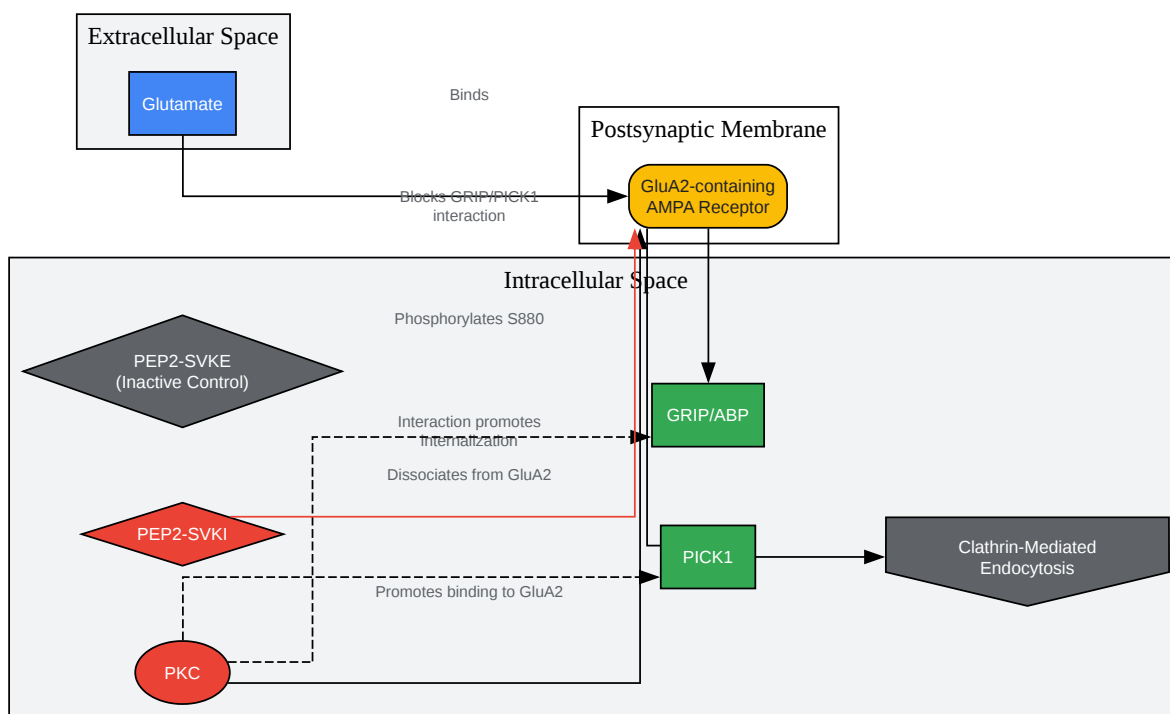 Extracellular Space
Glutamate
Binds
Postsynaptic Membrane
GluA2-containing
AMPA Receptor
Blocks GRIP/PICK1
interaction
Intracellular Space
Phosphorylates S880
PEP2-SVKE
(Inactive Control)
GRIP/ABP
Interaction promotes
internalization
Dissociates from GluA2
PEP2-SVKI
PICK1
Clathrin-Mediated
Endocytosis
Promotes binding to GluA2
PKC